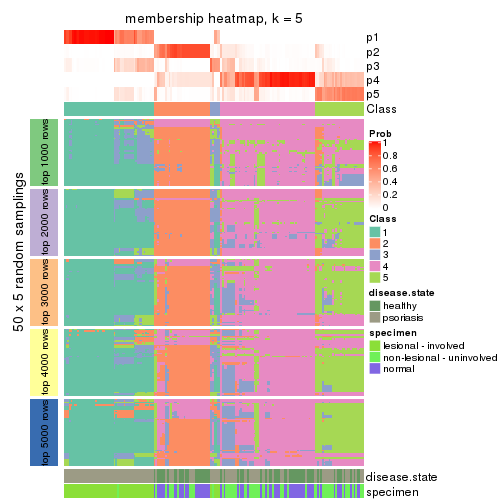 membership heatmap, k = 5
p1
p2
p3
p4
p5
Class
50 x 5 random samplings
top 1000 rows
top 2000 rows
top 3000 rows
top 4000 rows
top 5000 rows
disease.state
specimen
Prob
1
0.8
0.6
0.4
0.2
0
Class
1
2
3
4
5
disease.state
healthy
psoriasis
specimen
lesional - involved
non-lesional - uninvolved
normal